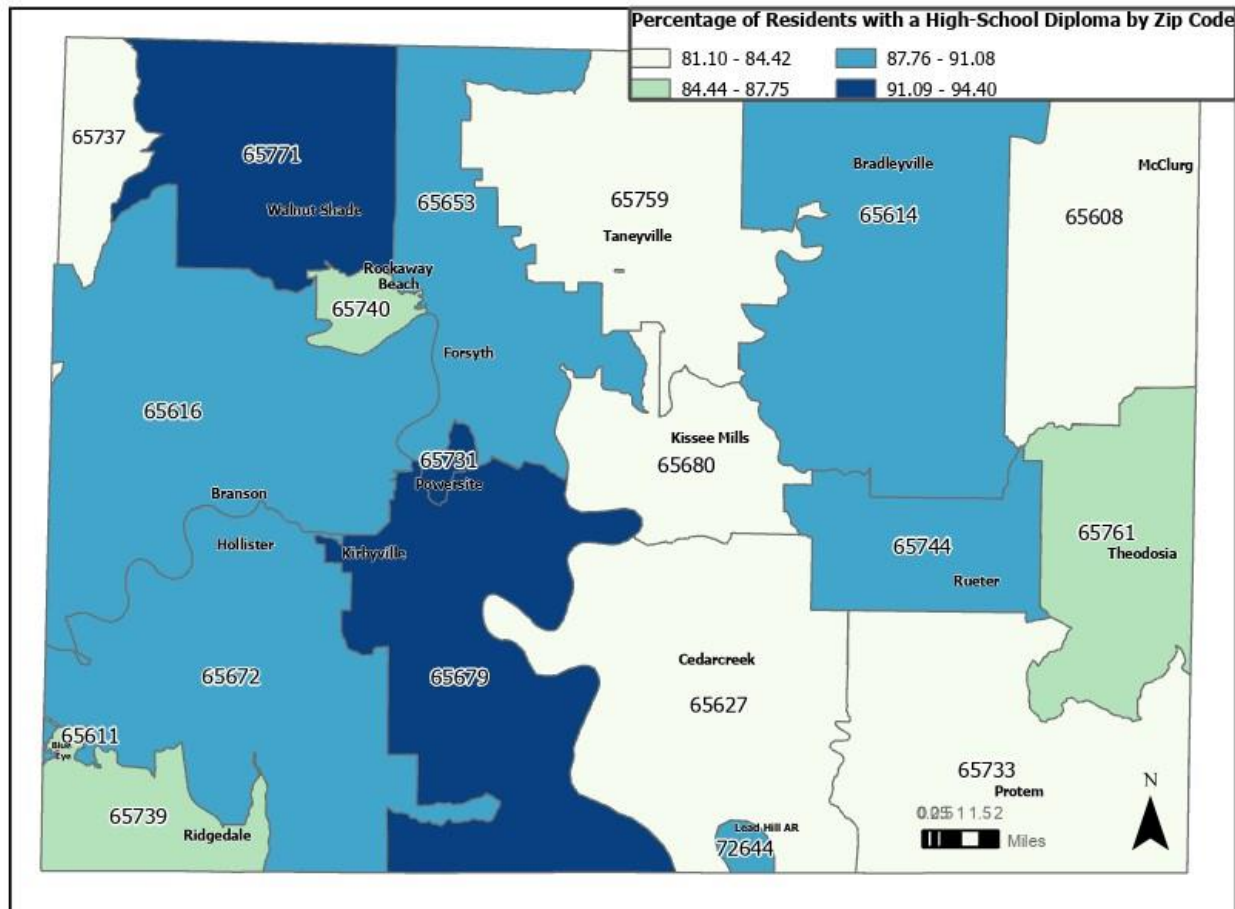 Percentage of Residents with a High-School Diploma by Zip Code
81.10 - 84.42
87.76 - 91.08
84.44 - 87.75
91.09 - 94.40
65737
65771
Walnut Shade
65653
65759
Taneyville
Bradleyville
65614
McClurg
65608
Rockaway
Beach
65740
Forsyth
65616
65731
Powersite
Kissee Mills
65680
Branson
Hollister
Kirbyville
65744
Rueter
65761
Theodosia
65672
65679
Cedarcreek
65627
65611
Blue
Eye
65739
Ridgedale
65733
Protem
Lead Hill AR
72644
1.52
Miles
N